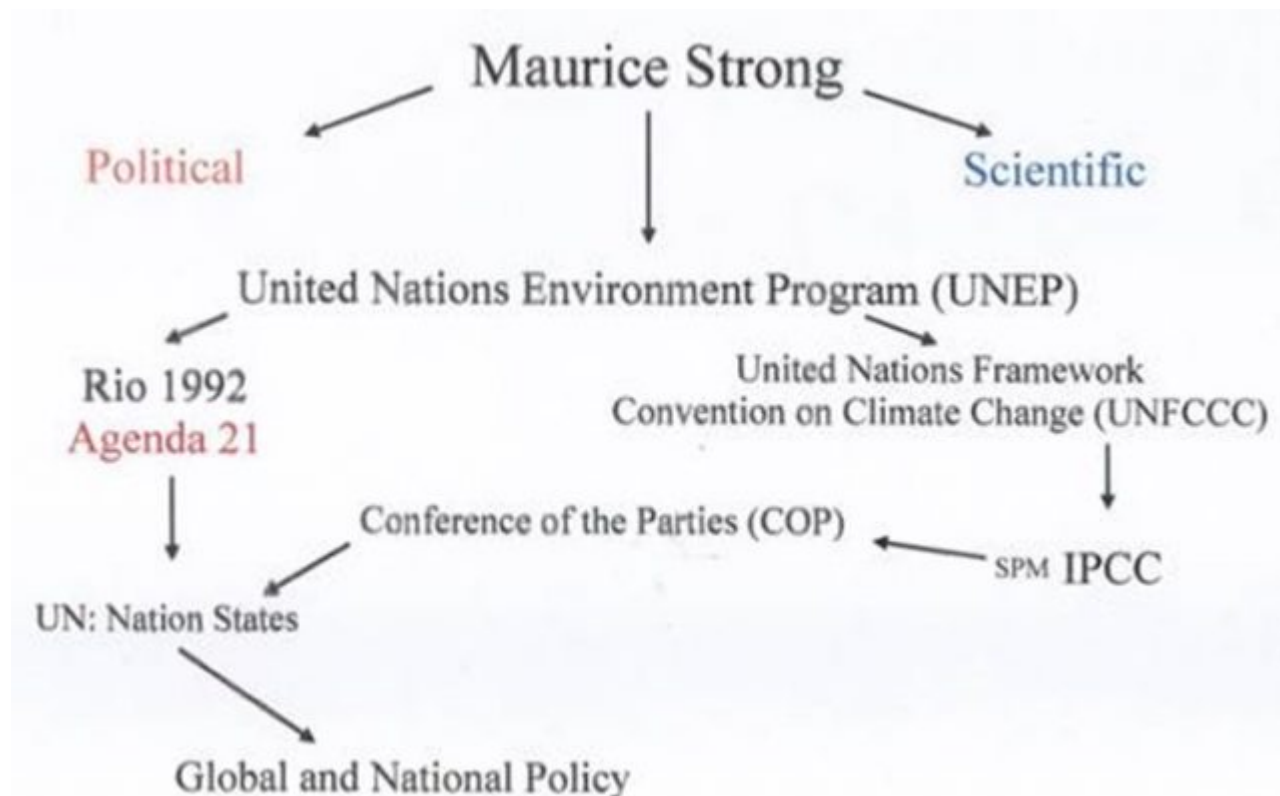 Maurice Strong
Political
Scientific
United Nations Environment Program (UNEP)
Rio 1992
Agenda 21
United Nations Framework
Convention on Climate Change (UNFCCC)
Conference of the Parties (COP)
SPM IPCC
UN: Nation States
Global and National Policy